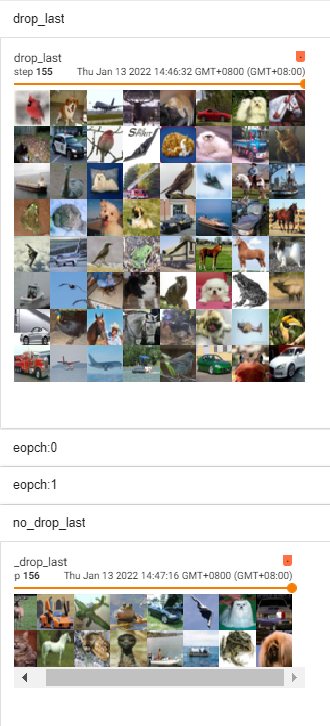 drop_last
drop_last
step 155 Thu Jan 13 2022 14:46:32 GMT+0800 (GMT+08:00)
eopch:0
eopch:1
no_drop_last
_drop_last
p 156 Thu Jan 13 2022 14:47:16 GMT+0800 (GMT+08:00)